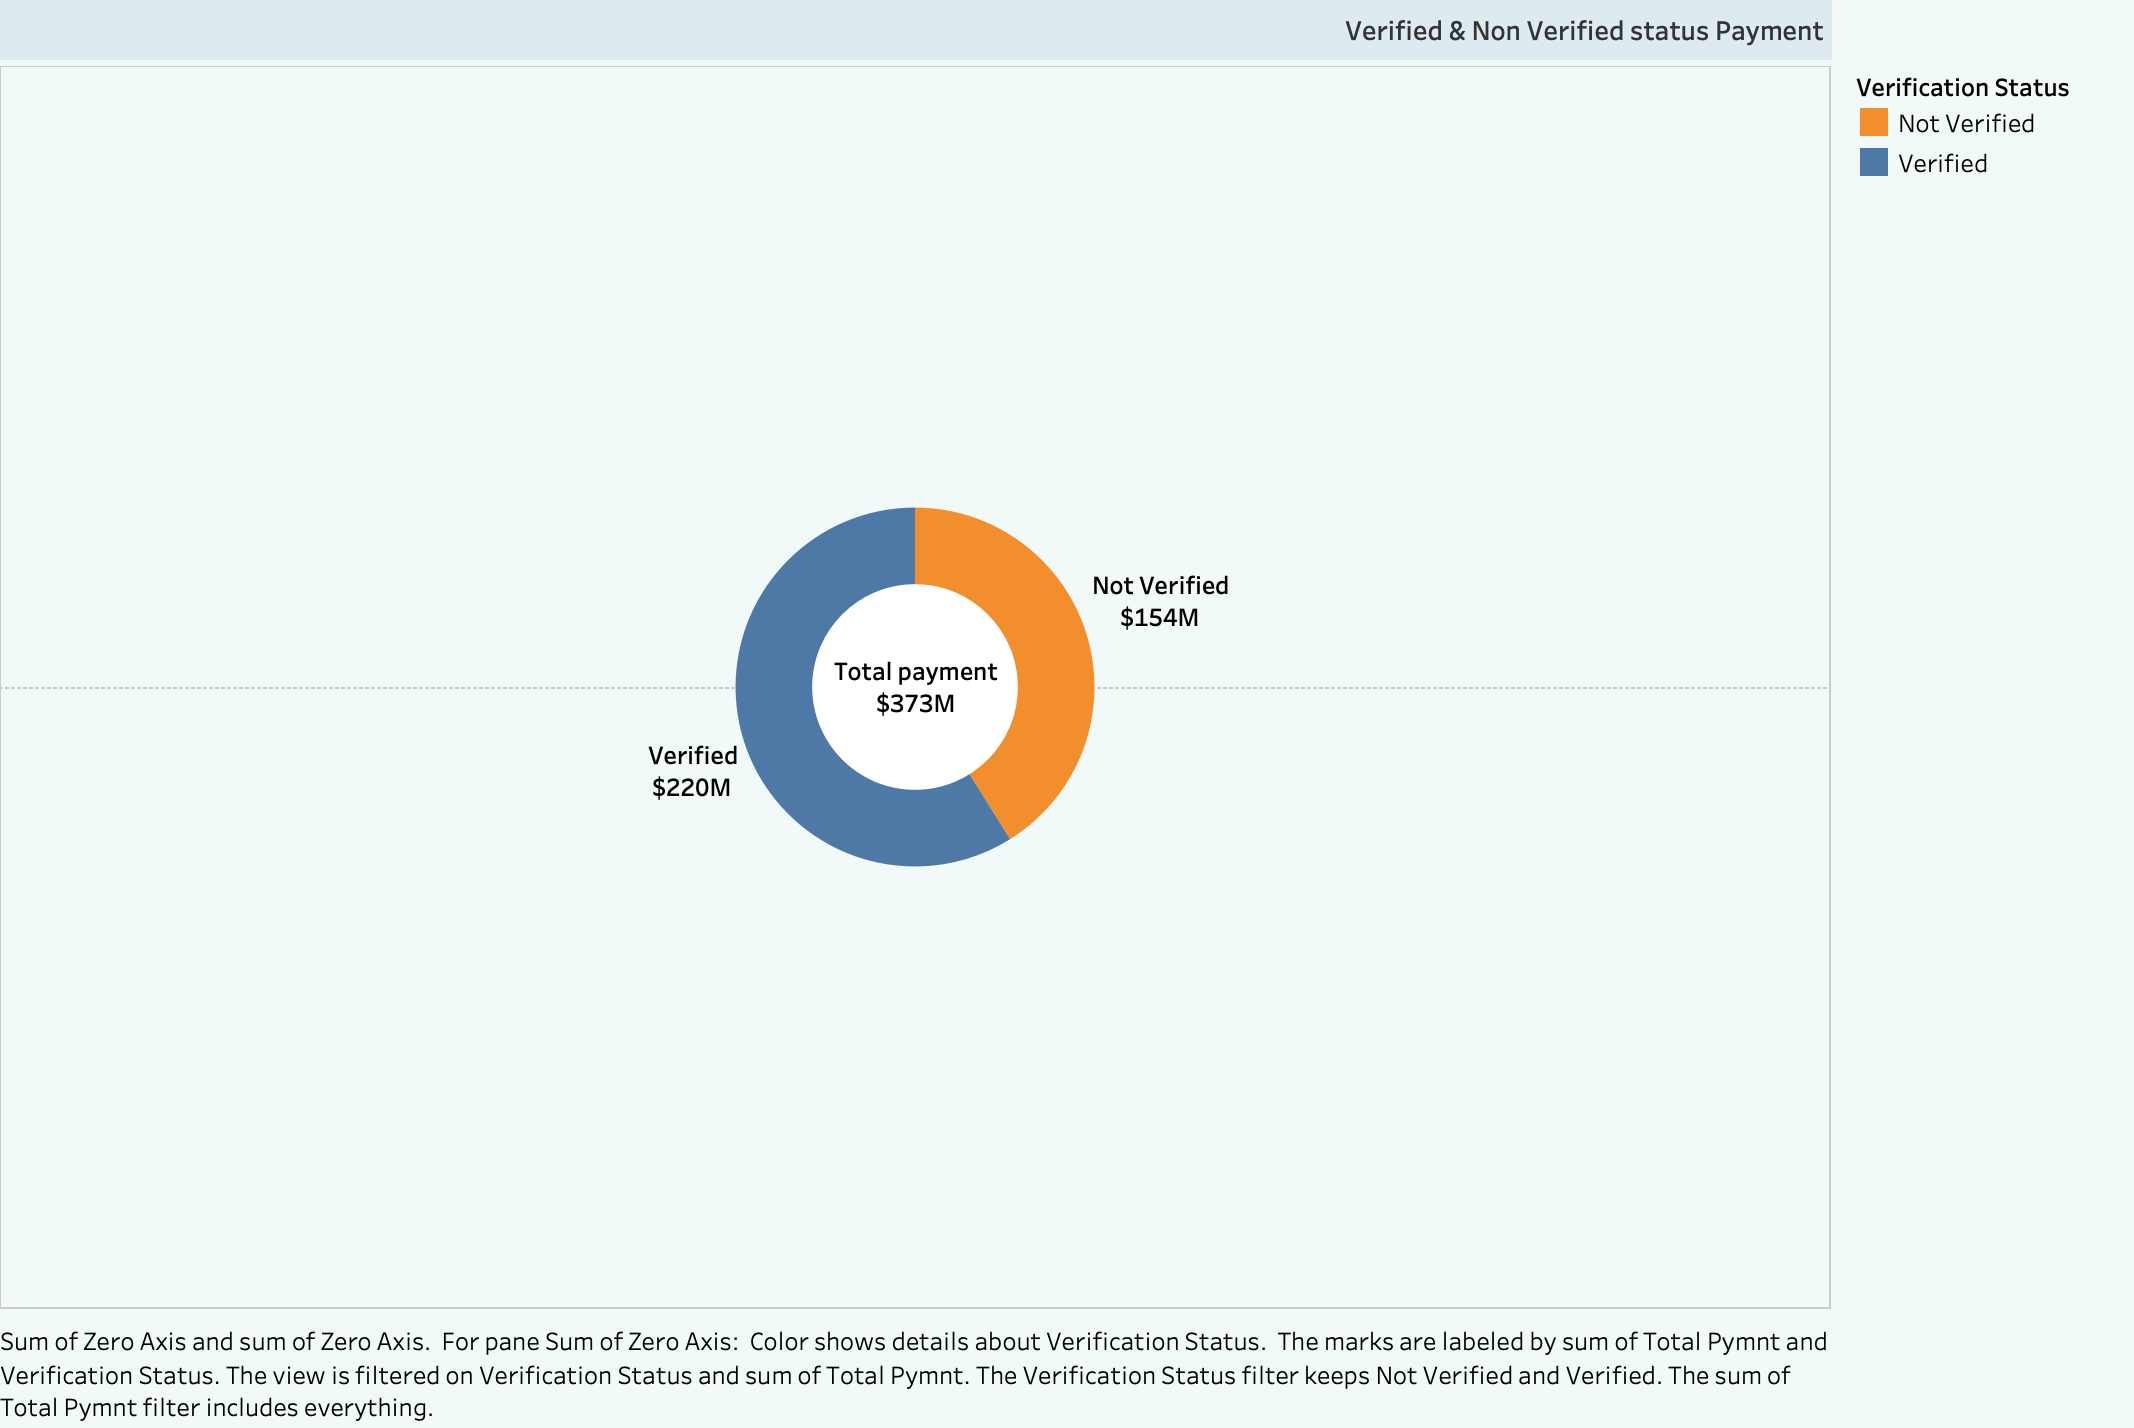 Verified & Non Verified status Payment
Verification Status
Not Verified
Verified
Not Verified
$154M
Total payment
$373M
Verified
$220M
Sum of Zero Axis and sum of Zero Axis.  For pane Sum of Zero Axis:  Color shows details about Verification Status.  The marks are labeled by sum of Total Pymnt and
Verification Status. The view is filtered on Verification Status and sum of Total Pymnt. The Verification Status filter keeps Not Verified and Verified. The sum of
Total Pymnt filter includes everything.